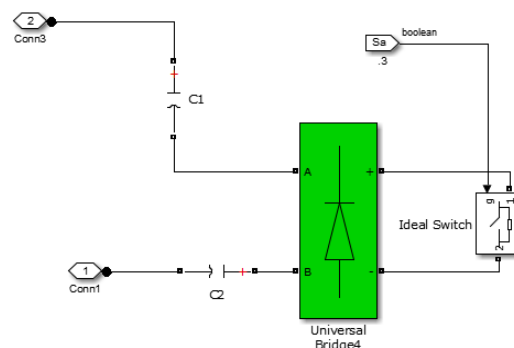 2
Conn3
C1
Sa
boolean
.3
A
+
g
1
Ideal Switch
2
1
Conn1
C2
B
-
Universal
Bridge4